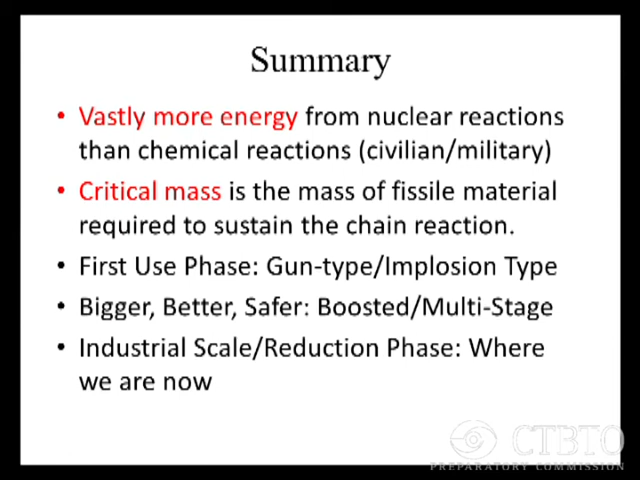 Summary
• Vastly more energy from nuclear reactions
than chemical reactions (civilian/military)
• Critical mass is the mass of fissile material
required to sustain the chain reaction.
• First Use Phase: Gun-type/Implosion Type
• Bigger, Better, Safer: Boosted/Multi-Stage
• Industrial Scale/Reduction Phase: Where
we are now
CTBTO
PREPARATORY COMMISSION